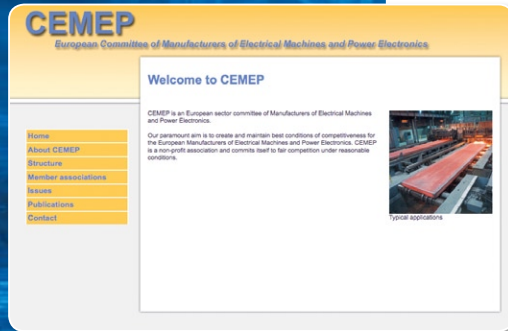 CEMEP
European Committee of Manufacturers of Electrical Machines and Power Electronics
Welcome to CEMEP
CEMEP is an European sector committee of Manufacturers of Electrical Machines
and Power Electronics.
Our paramount aim is to create and maintain best conditions of competitiveness for
the European Manufacturers of Electrical Machines and Power Electronics. CEMEP
is a non-profit association and commits itself to fair competition under reasonable
conditions.
Typical applications
Home
About CEMEP
Structure
Member associations
Issues
Publications
Contact